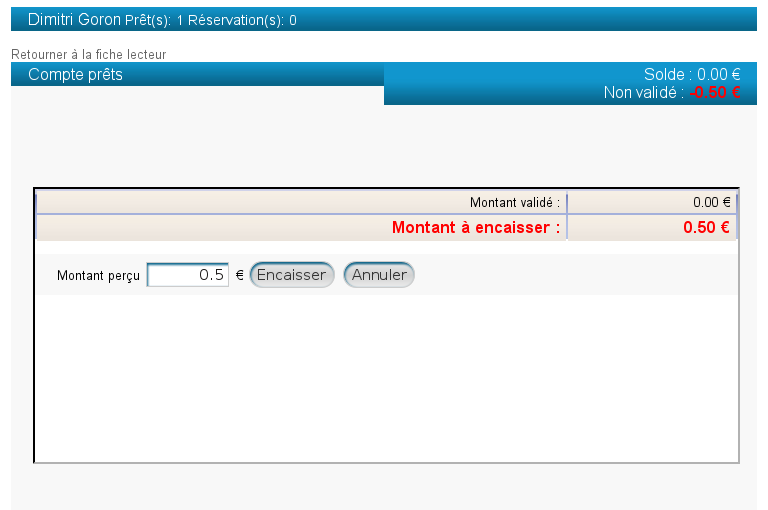 Dimitri Goron Prêt(s): 1 Réservation(s): 0
Retourner à la fiche lecteur
Compte prêts
Solde : 0.00 €
Non validé : -0.50 €
Montant validé : 0.00 €
Montant à encaisser : 0.50 €
Montant perçu 0.5 € Encaisser Annuler